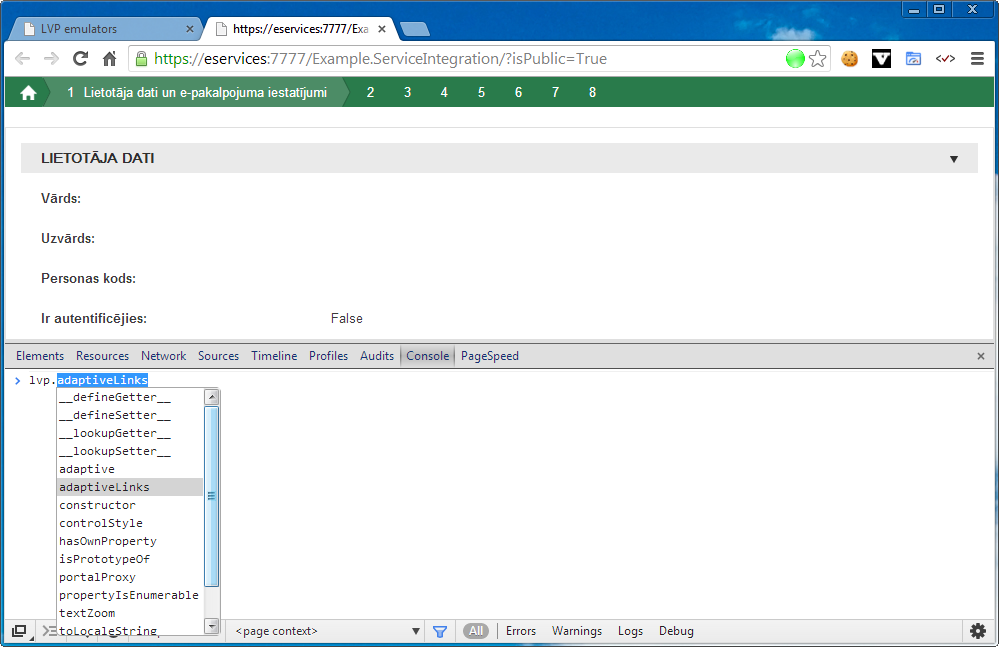 LVP emulators
https://eservices:7777/Exa
https://eservices:7777/Example.ServiceIntegration/?isPublic=True
1 Lietotāja dati un e-pakalpojuma iestatījumi 2 3 4 5 6 7 8
LIETOTĀJA DATI
Vārds:
Uzvārds:
Personas kods:
Ir autentificējies: False
Elements Resources Network Sources Timeline Profiles Audits Console PageSpeed
lvp.adaptiveLinks
__defineGetter__
__defineSetter__
__lookupGetter__
__lookupSetter__
adaptive
adaptiveLinks
constructor
controlStyle
hasOwnProperty
isPrototypeOf
portalProxy
propertyIsEnumerable
textZoom
toLocaleString
<page context> All Errors Warnings Logs Debug